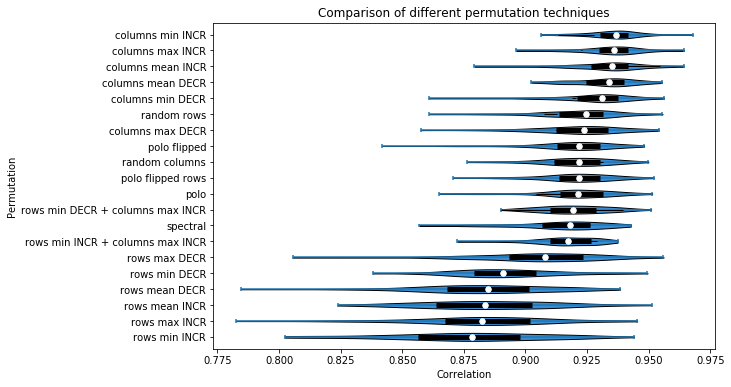 Comparison of different permutation techniques
Permutation
columns min INCR
columns max INCR
columns mean INCR
columns mean DECR
columns min DECR
random rows
columns max DECR
polo flipped
random columns
polo flipped rows
polo
rows min DECR + columns max INCR
spectral
rows min INCR + columns max INCR
rows max DECR
rows min DECR
rows mean DECR
rows mean INCR
rows max INCR
rows min INCR
0.775 0.800 0.825 0.850 0.875 0.900 0.925 0.950 0.975
Correlation